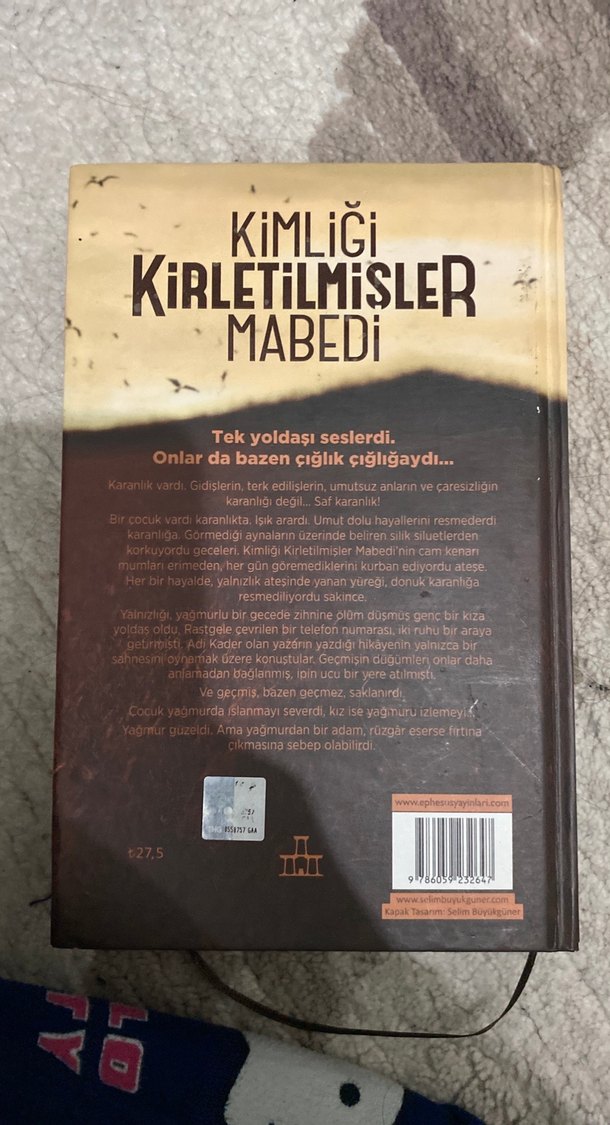 KİMLİĞİ
KİRLETİLMİŞLER
MABEDİ
Tek yoldaşı seslerdi.
Onlar da bazen çığlık çığlığaydı...
Karanlık vardı. Gidişlerin, terk edilişlerin, umutsuz anların ve çaresizliğin
karanlığı değil... Saf karanlık!
Bir çocuk vardı karanlıkta. Işık arardı. Umut dolu hayallerini resmederdi
karanlığa. Görmediği aynaların üzerinde beliren silik siluetlerden
korkuyordu geceleri. Kimliği Kirletilmişler Mabedi'nin cam kenarı
mumları erimeden, her gün göremediklerini kurban ediyordu ateşe.
Her bir hayalde, yalnızlık ateşinde yanan yüreği, donuk karanlığa
resmediliyordu sakince.
Yalnızlığı, yağmurlu bir gecede zihnine ölüm düşmüş genç bir kıza
yoldaş oldu. Rastgele çevrilen bir telefon numarası, iki ruhu bir araya
getirmişti. Adı Kader olan yazarın yazdığı hikâyenin yalnızca bir
sahnesini oynamak üzere konuştular. Geçmişin düğümleri onlar daha
anlamadan bağlanmış, ipin ucu bir yere atılmıştı.
Ve geçmiş, bazen geçmez, saklanırdı.
Çocuk yağmurda ıslanmayı severdi, kız ise yağmuru izlemeyi...
Yağmur güzeldi. Ama yağmurdan bir adam, rüzgâr eserse fırtına
çıkmasına sebep olabilirdi.
0558757 GAA
₺27,5
www.ephesusyayinlari.com
9 786059 232647
www.selimbuyukguner.com
Kapak Tasarım: Selim Büyükgüner